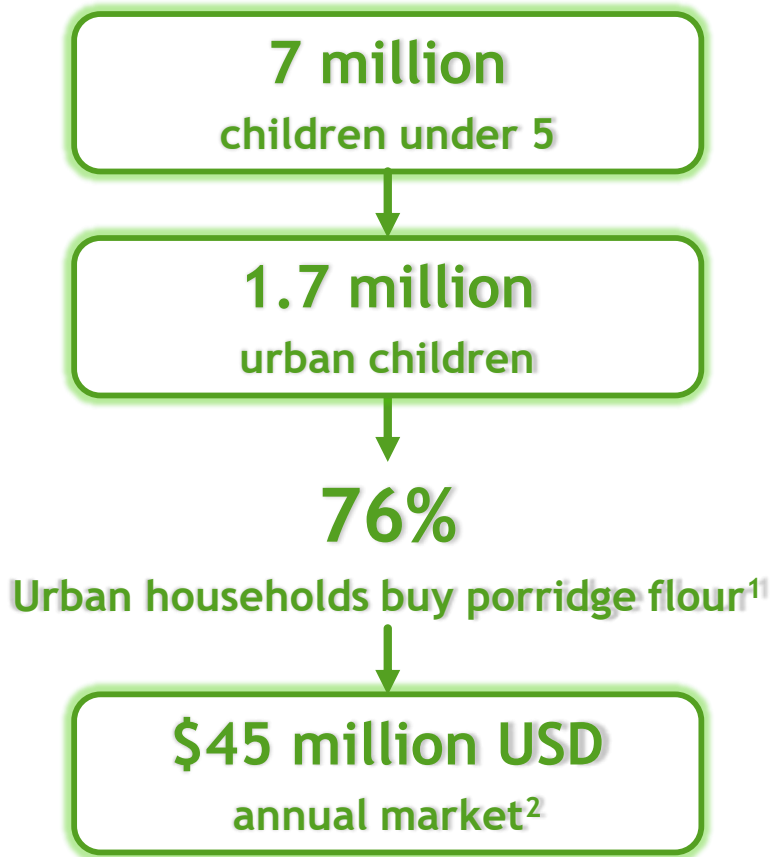 7 million
children under 5
1.7 million
urban children
76%
Urban households buy porridge flour¹
$45 million USD
annual market²